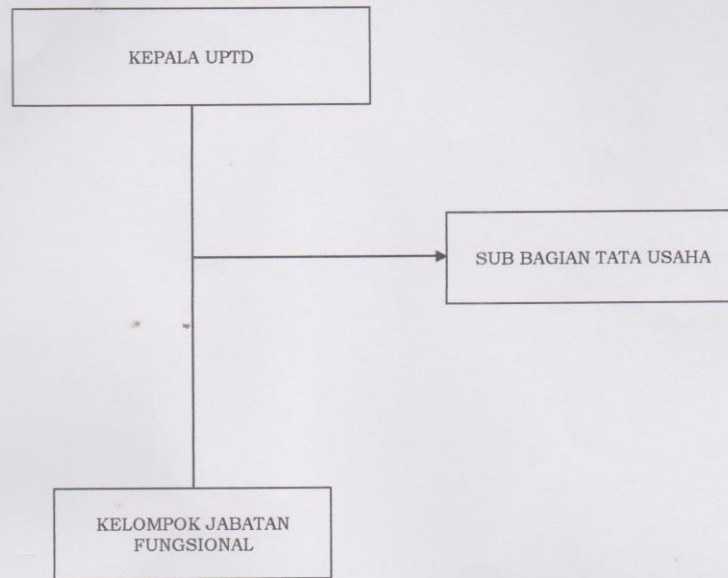 KEPALA UPTD
SUB BAGIAN TATA USAHA
KELOMPOK JABATAN
FUNGSIONAL